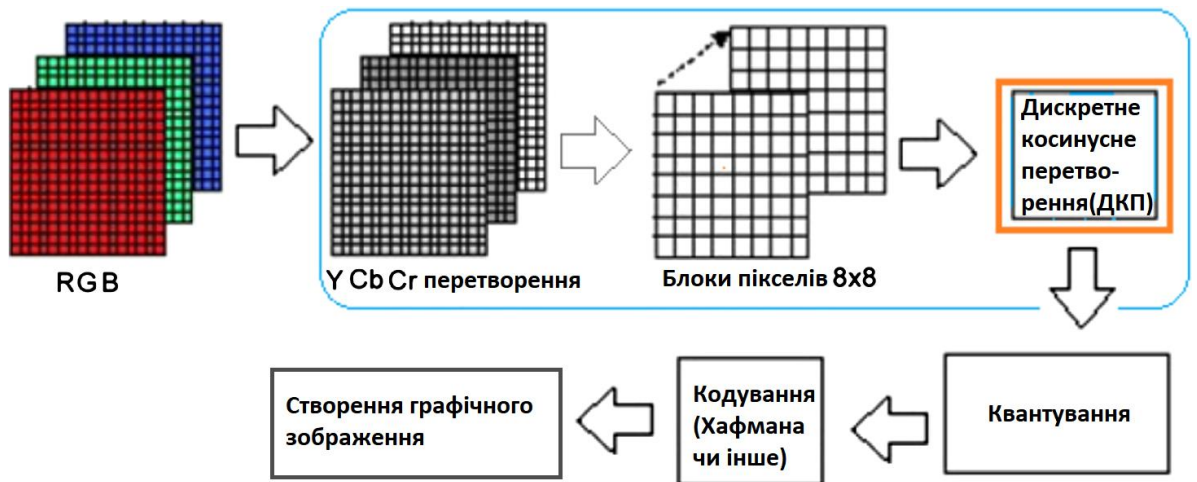 RGB
Y Cb Cr перетворення
Блоки пікселів 8x8
Дискретне
косинусне
перетво-
рення(ДКП)
Квантування
Кодування
(Хафмана
чи інше)
Створення графічного
зображення